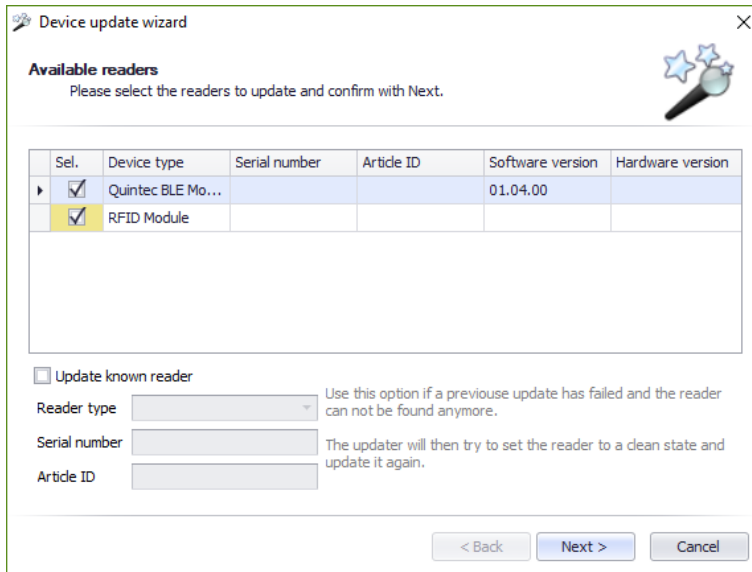 Device update wizard
Available readers
Please select the readers to update and confirm with Next.
Sel. Device type Serial number Article ID Software version Hardware version
Quintec BLE Mo... 01.04.00
RFID Module
Update known reader
Reader type
Serial number
Article ID
Use this option if a previouse update has failed and the reader
can not be found anymore.
The updater will then try to set the reader to a clean state and
update it again.
< Back Next > Cancel